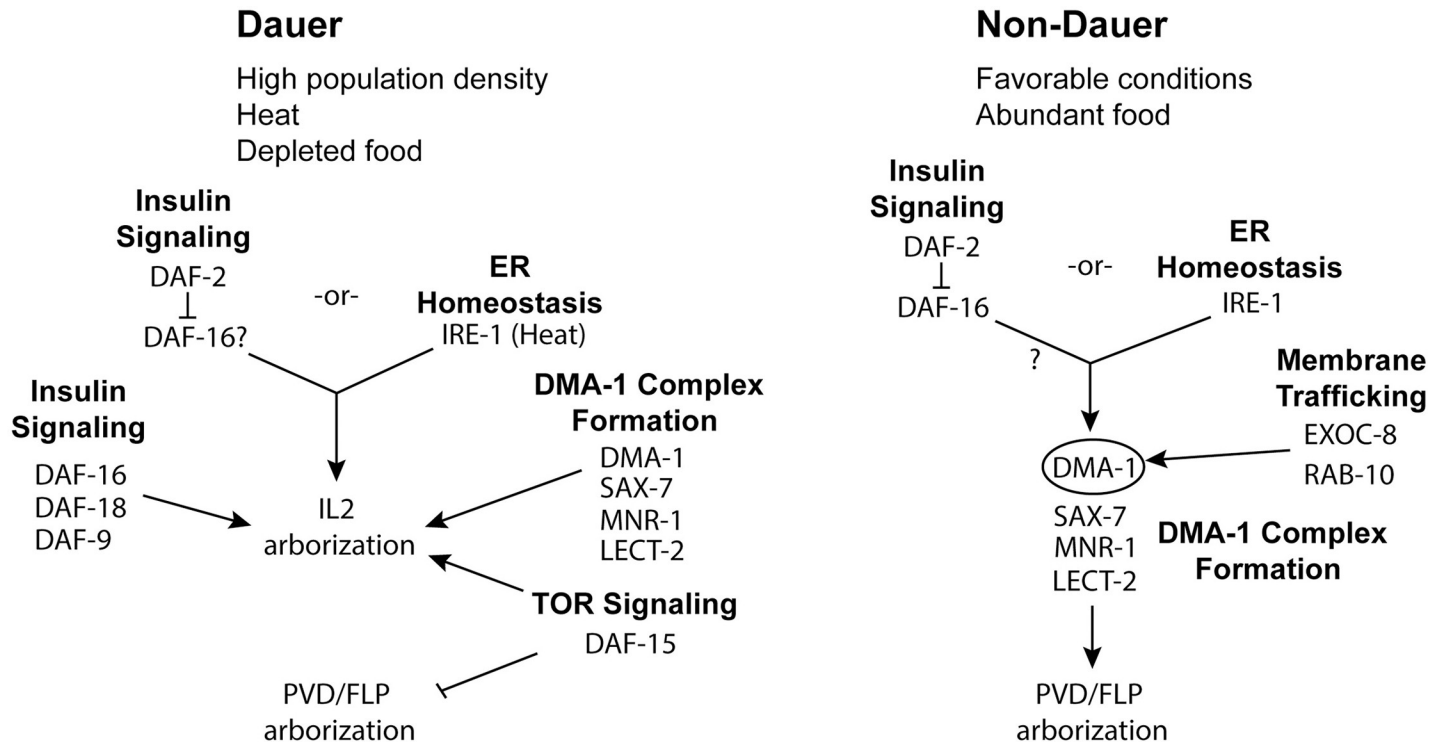 Dauer
High population density
Heat
Depleted food
Insulin
Signaling
DAF-2
DAF-16?
-or-
ER
Homeostasis
IRE-1 (Heat)
Insulin
Signaling
DAF-16
DAF-18
DAF-9
IL2
arborization
DMA-1 Complex
Formation
DMA-1
SAX-7
MNR-1
LECT-2
TOR Signaling
DAF-15
PVD/FLP
arborization
Non-Dauer
Favorable conditions
Abundant food
Insulin
Signaling
DAF-2
DAF-16
-or-
ER
Homeostasis
IRE-1
?
Membrane
Trafficking
EXOC-8
RAB-10
DMA-1
SAX-7
MNR-1
LECT-2
DMA-1 Complex
Formation
PVD/FLP
arborization